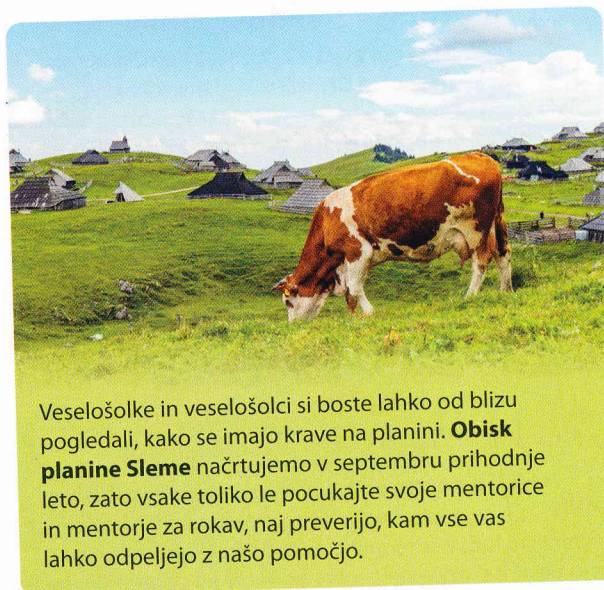 Veselošolke in veselošolci si boste lahko od blizu
pogledali, kako se imajo krave na planini. Obisk
planine Sleme načrtujemo v septembru prihodnje
leto, zato vsake toliko le pocukajte svoje mentorice
in mentorje za rokav, naj preverijo, kam vse vas
lahko odpeljejo z našo pomočjo.